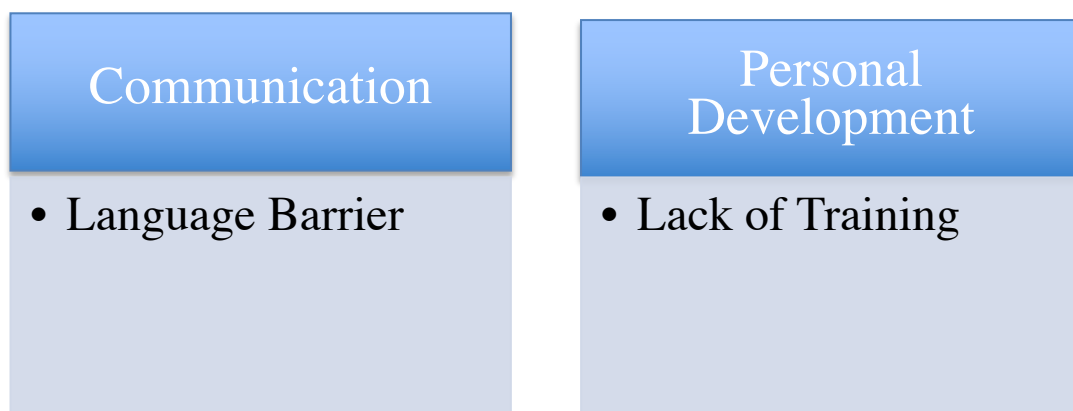 Communication
• Language Barrier
Personal
Development
• Lack of Training